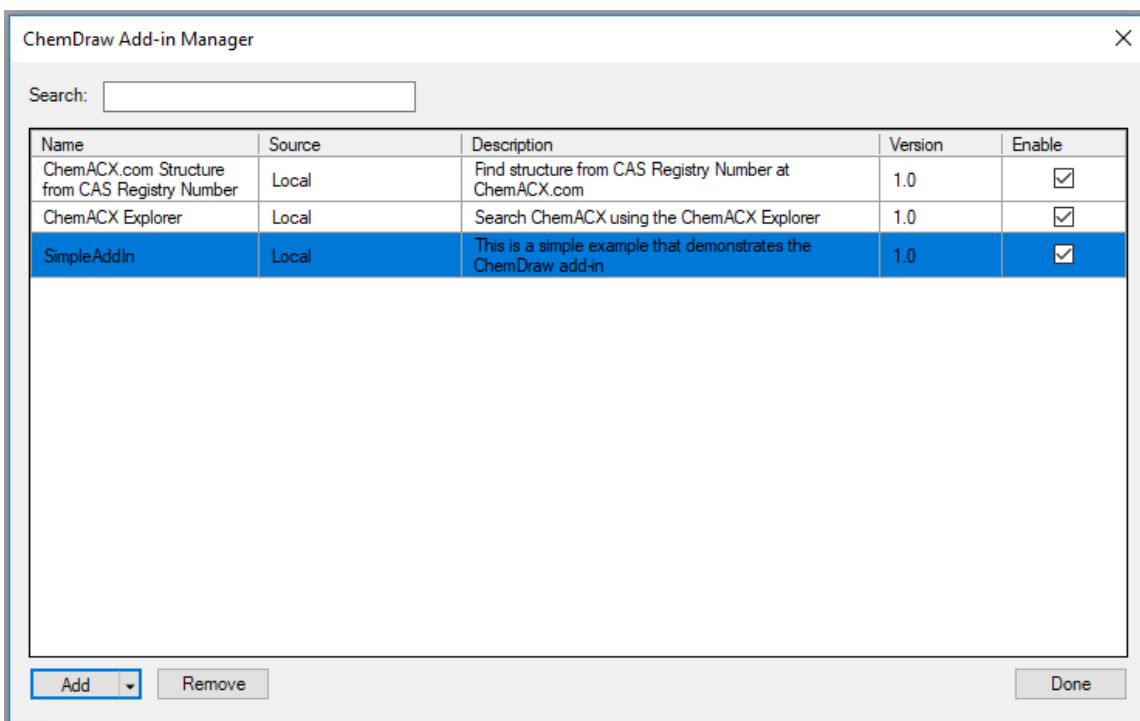 ChemDraw Add-in Manager
Search:
Name Source Description Version Enable
ChemACX.com Structure
from CAS Registry Number
Local
Find structure from CAS Registry Number at
ChemACX.com
1.0
ChemACX Explorer Local Search ChemACX using the ChemACX Explorer 1.0
SimpleAddIn
Local
This is a simple example that demonstrates the
ChemDraw add-in
1.0
Add Remove Done